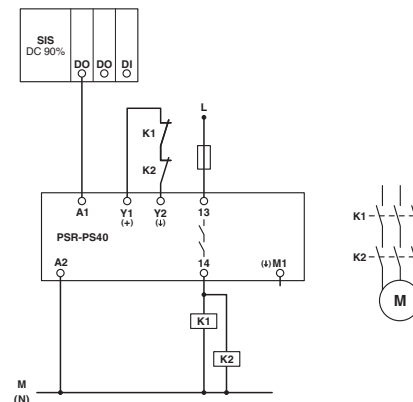 SIS
DC 90%
DO DO DI
L
K1
K2
A1 Y1 Y2 13
(+) (↓)
PSR-PS40
A2 14 (↓)M1
K1
K2
M
(N)
K1
K2
M